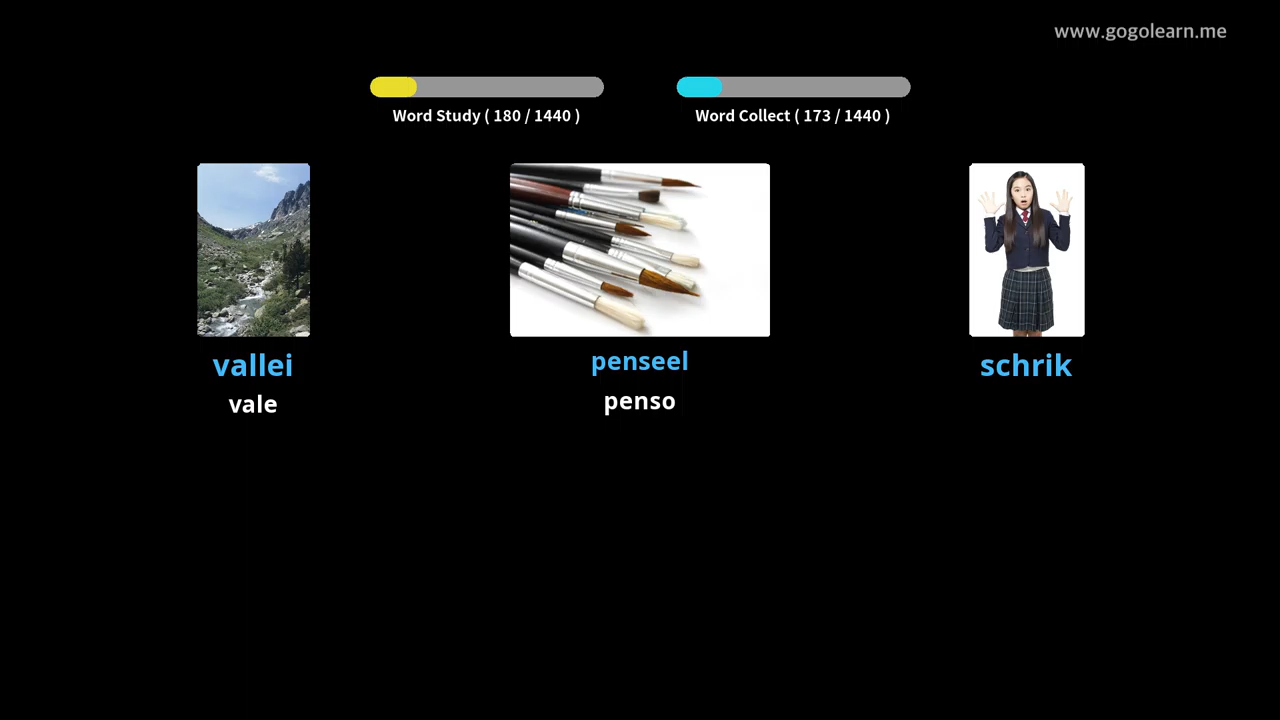 www.gogolearn.me
Word Study ( 180 / 1440 )
Word Collect ( 173 / 1440 )
vallei
vale
penseel
penso
schrik